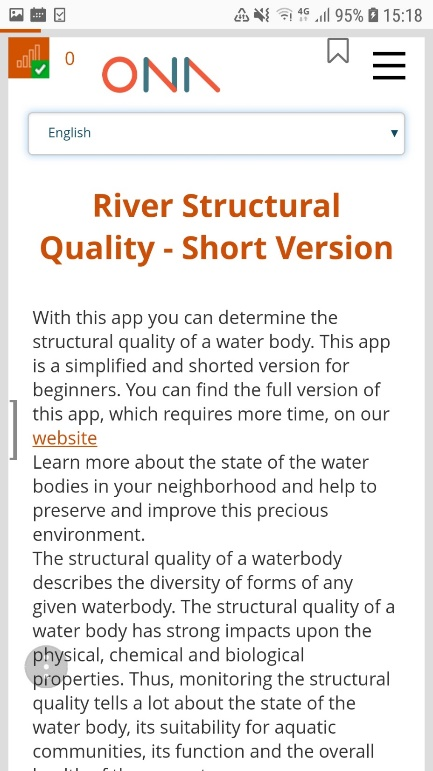 4G 95% 15:18
0
ONA
English
River Structural
Quality - Short Version
With this app you can determine the
structural quality of a water body. This app
is a simplified and shorted version for
beginners. You can find the full version of
this app, which requires more time, on our
website
Learn more about the state of the water
bodies in your neighborhood and help to
preserve and improve this precious
environment.
The structural quality of a waterbody
describes the diversity of forms of any
given waterbody. The structural quality of a
water body has strong impacts upon the
physical, chemical and biological
properties. Thus, monitoring the structural
quality tells a lot about the state of the
water body, its suitability for aquatic
communities, its function and the overall